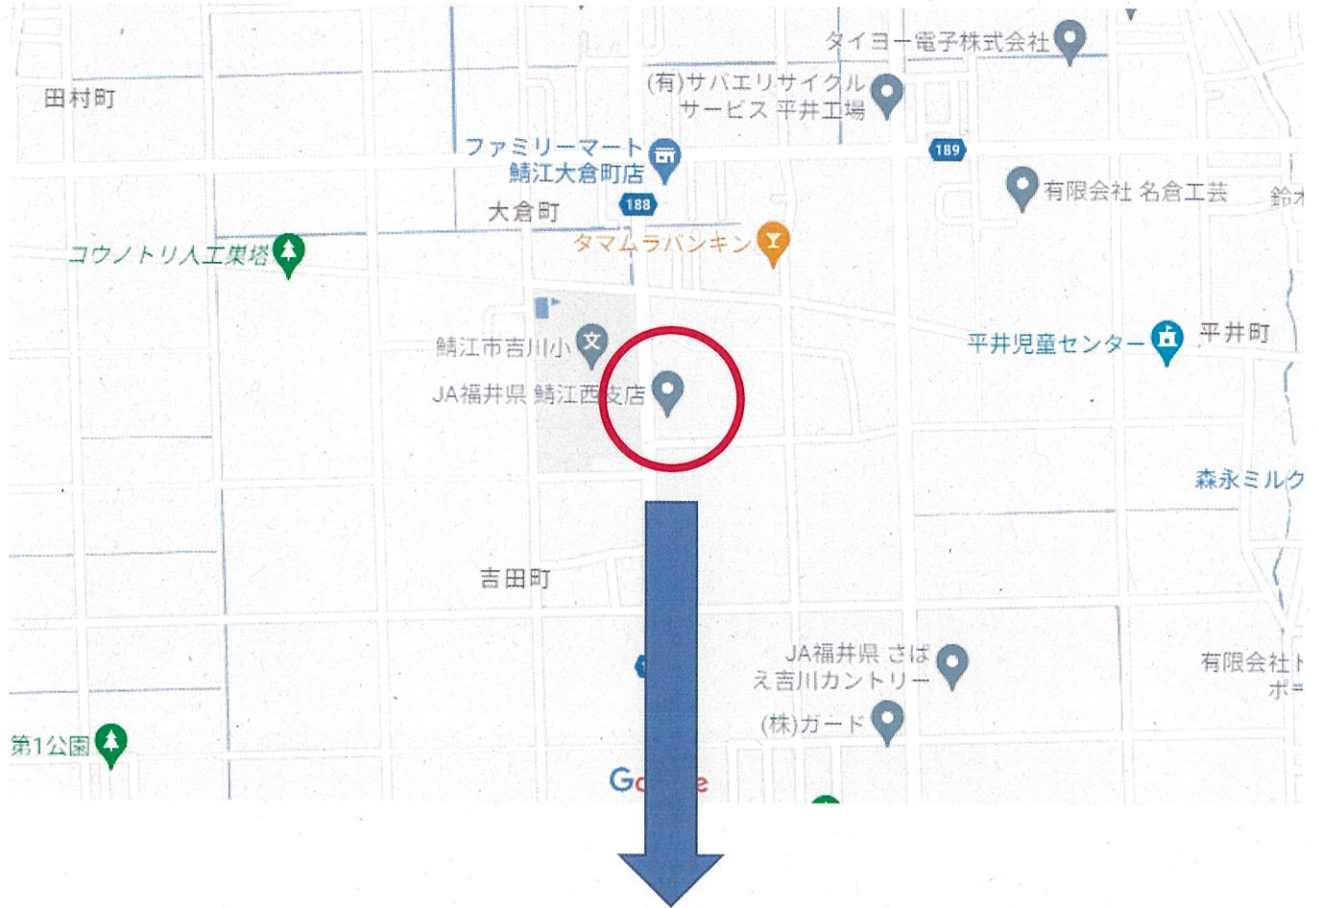 タイヨー電子株式会社
(有)サバエリサイクル
サービス 平井工場
田村町
ファミリーマート
鯖江大倉町店
189
有限会社 名倉工芸
188
大倉町
タマムラバンキン
コウノトリ人工巣塔
平井町
鯖江市吉川小
平井児童センター
JA福井県 鯖江西支店
森永ミルク
吉田町
JA福井県 さば
え吉川カントリー
有限会社
(株)ガード
第1公園